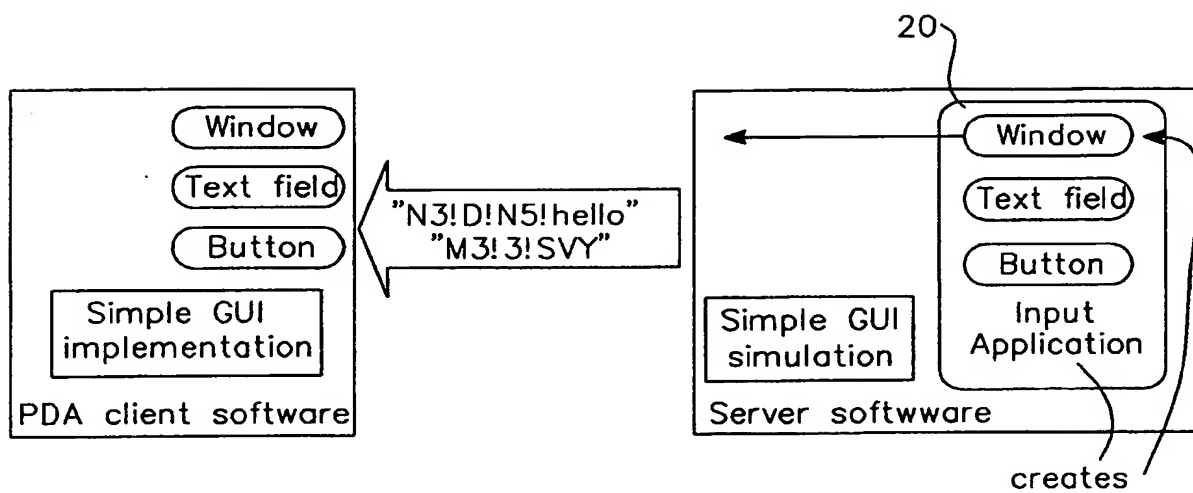 20
Window
Text field
Button
Simple GUI
implementation
PDA client software
"N3!D!N5!hello"
"M3!3!SVY"
Window
Text field
Button
Input
Application
Simple GUI
simulation
Server softwware
creates